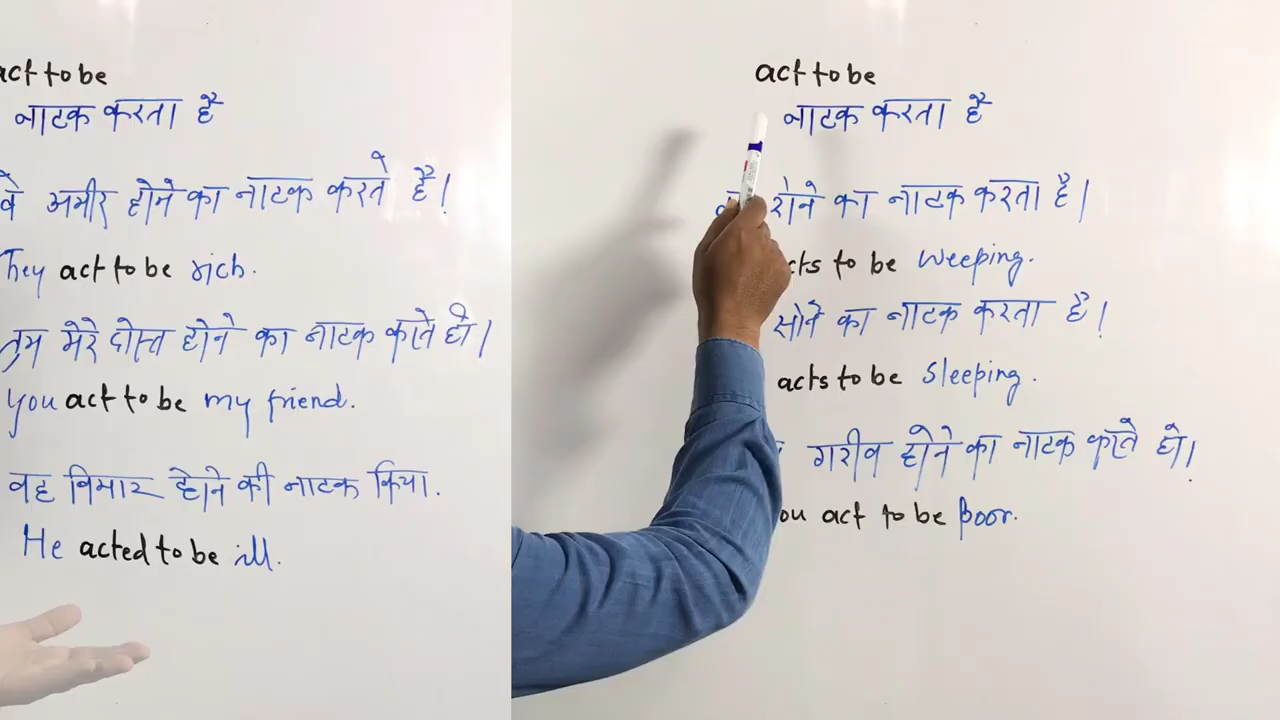 act to be
नाटक करता है
वे अमीर होने का नाटक करते है।
They act to be rich.
तुम मेरे दोस्त होने का नाटक करते हो।
You act to be my friend.
वह विमार होने की नाटक किया.
He acted to be ill.
act to be
नाटक करता है
रोने का नाटक करता है।
acts to be weeping.
सोने का नाटक करता है।
acts to be sleeping.
गरीब होने का नाटक करते हो।
You act to be poor.